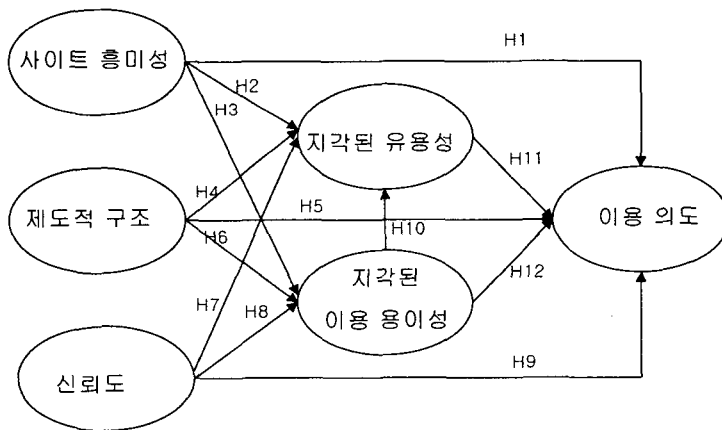 H1
사이트 흥미성
H2
H3
지각된 유용성
H11
H4
제도적 구조
H5
이용 의도
H6
H10
지각된
이용 용이성
H12
H7
H8
신뢰도
H9